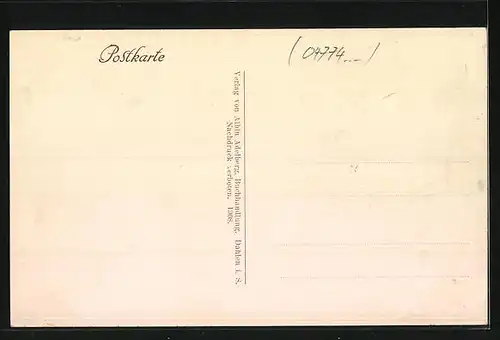 Postkarte
(04774...)
Verlag von Albin Adelberg, Buchhandlung, Dahlen i. S.
Nachdruck verboten. 1908.